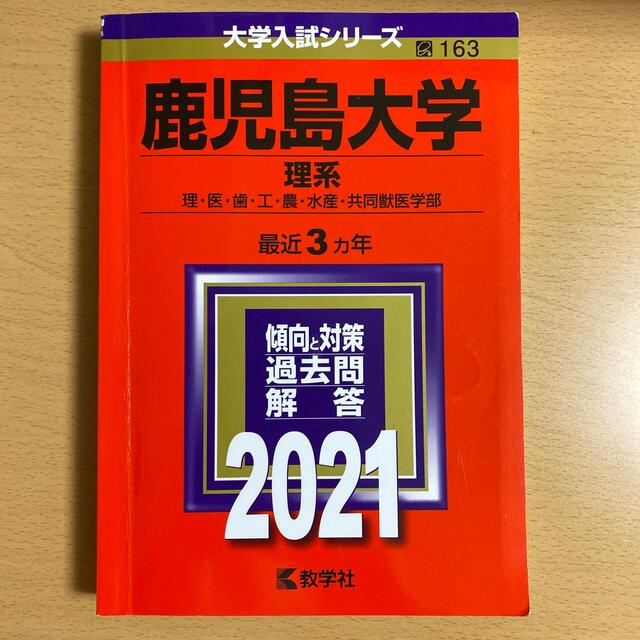 大学入試シリーズ
163
鹿児島大学
理系
理・医・歯・工・農・水産・共同獣医学部
最近3カ年
傾向と対策
過去問
解答
2021
教学社